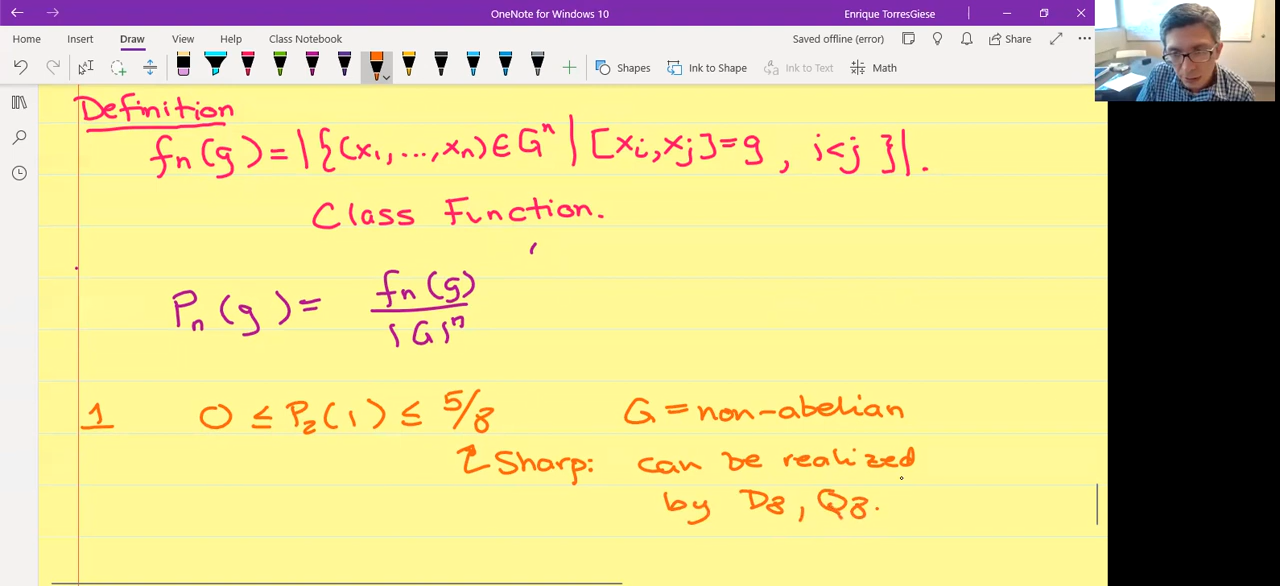 OneNote for Windows 10
Enrique TorresGiese
Home Insert Draw View Help Class Notebook
Saved offline (error) Share
Shapes Ink to Shape Ink to Text Math
Definition
fn(g) = |{(x₁,...,xn)∈Gⁿ | [xi,xj]=g , i<j }|.
Class Function.
Pn(g) = fn(g) / |G|ⁿ
1 0 ≤ P₂(1) ≤ 5/8 G = non-abelian
Sharp: can be realized
by D8, Q8.